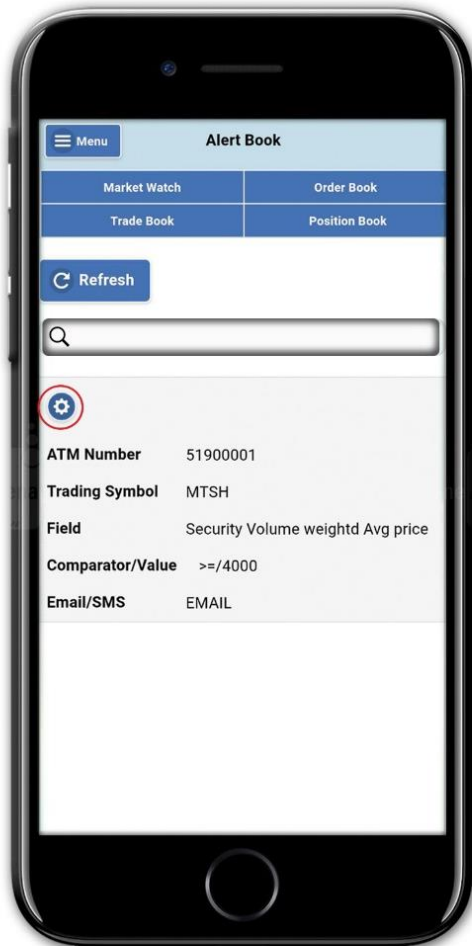 Menu
Alert Book
Market Watch Order Book
Trade Book Position Book
Refresh
ATM Number 51900001
Trading Symbol MTSH
Field Security Volume weightd Avg price
Comparator/Value >=/4000
Email/SMS EMAIL